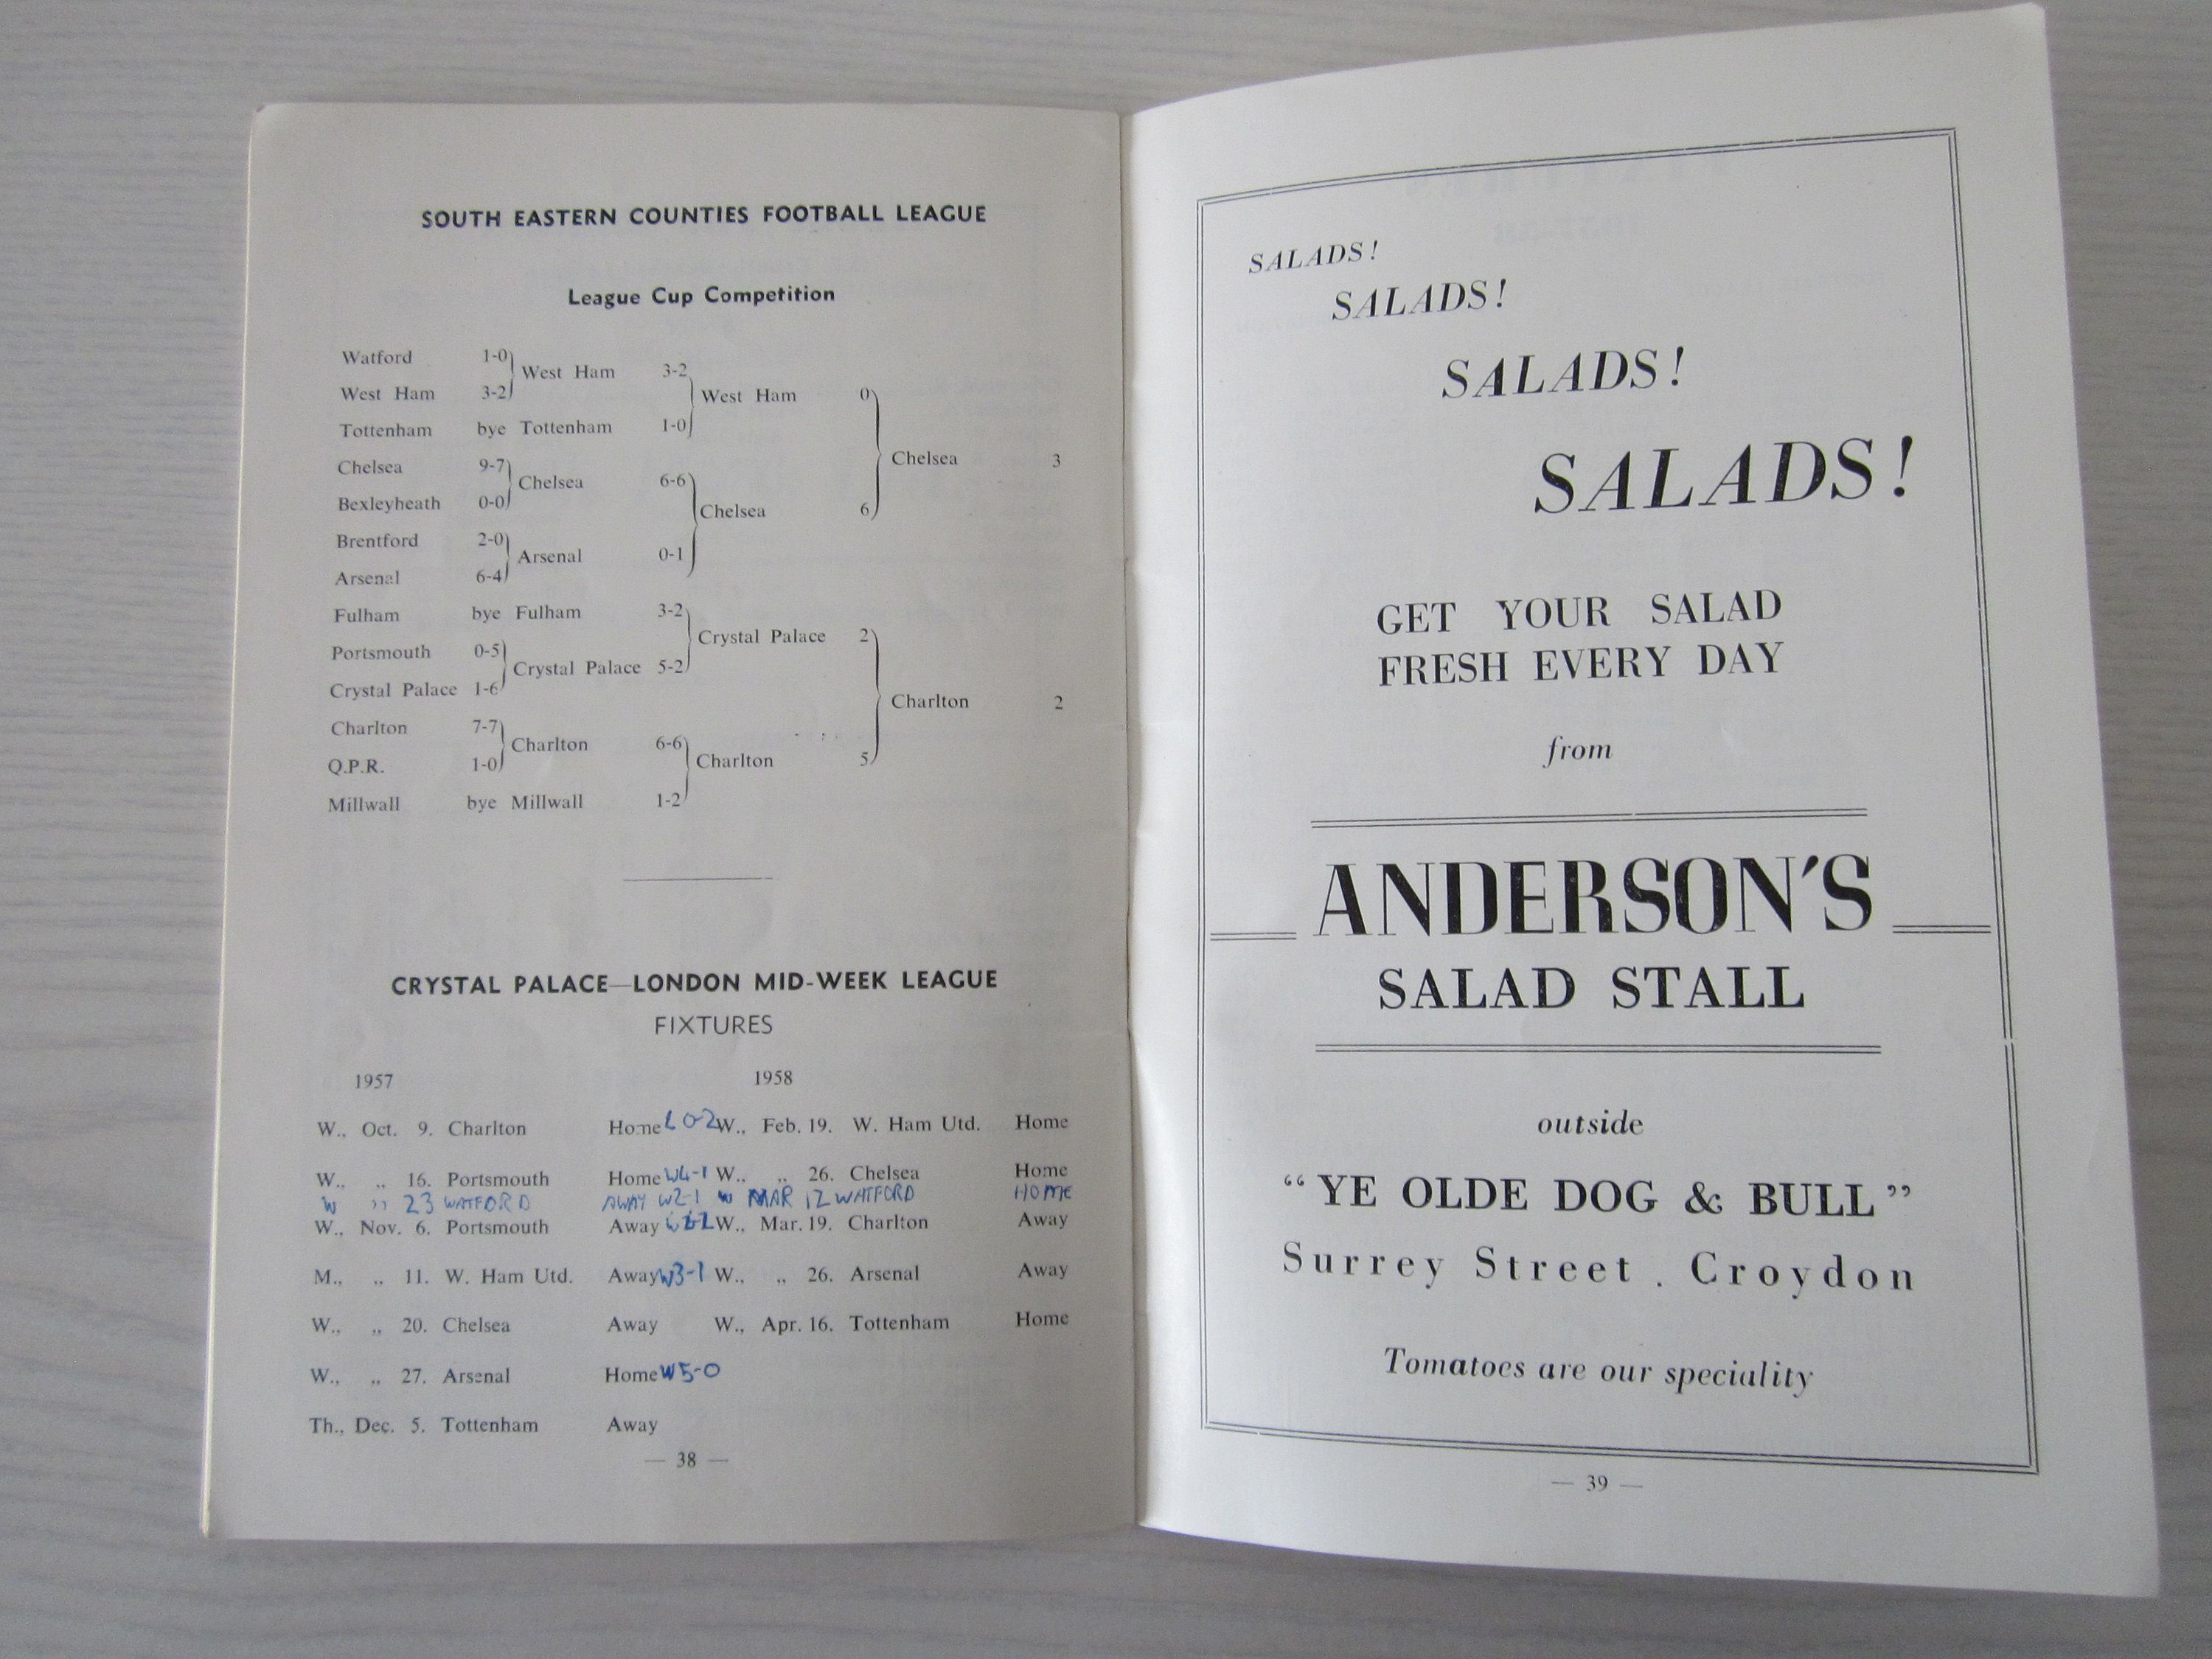 SOUTH EASTERN COUNTIES FOOTBALL LEAGUE
League Cup Competition
Watford 1-0
West Ham 3-2
West Ham 3-2
West Ham 0
Tottenham bye Tottenham 1-0
Chelsea 9-7
Chelsea 3
Chelsea 6-6
Bexleyheath 0-0
Chelsea 6
Brentford 2-0
Arsenal 0-1
Arsenal 6-4
Fulham bye Fulham 3-2
Crystal Palace 2
Portsmouth 0-5
Crystal Palace 5-2
Crystal Palace 1-6
Charlton 2
Charlton 7-7
Charlton 6-6
Q.P.R. 1-0
Charlton 5
Millwall bye Millwall 1-2
CRYSTAL PALACE—LONDON MID-WEEK LEAGUE
FIXTURES
1957 1958
W., Oct. 9. Charlton Home L 0-2 W., Feb. 19. W. Ham Utd. Home
W., ,, 16. Portsmouth Home W4-1 W., ,, 26. Chelsea Home
W ,, 23 WATFORD AWAY W2-1 W MAR 12 WATFORD HOME
W., Nov. 6. Portsmouth Away W., Mar. 19. Charlton Away
M., ,, 11. W. Ham Utd. Away W3-1 W., ,, 26. Arsenal Away
W., ,, 20. Chelsea Away W., Apr. 16. Tottenham Home
W., ,, 27. Arsenal Home W5-0
Th., Dec. 5. Tottenham Away
— 38 —
SALADS!
SALADS!
SALADS!
SALADS!
GET YOUR SALAD
FRESH EVERY DAY
from
ANDERSON'S
SALAD STALL
outside
“YE OLDE DOG & BULL”
Surrey Street . Croydon
Tomatoes are our speciality
— 39 —